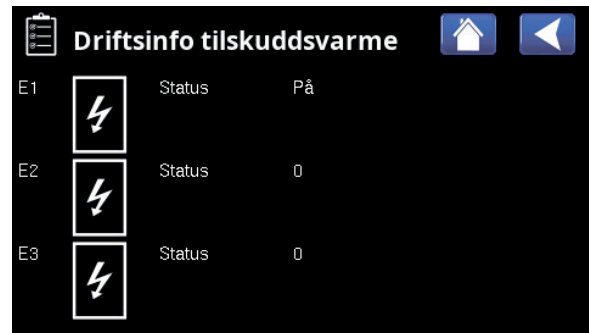 Driftsinfo tilskuddsvarme
E1 Status På
E2 Status 0
E3 Status 0